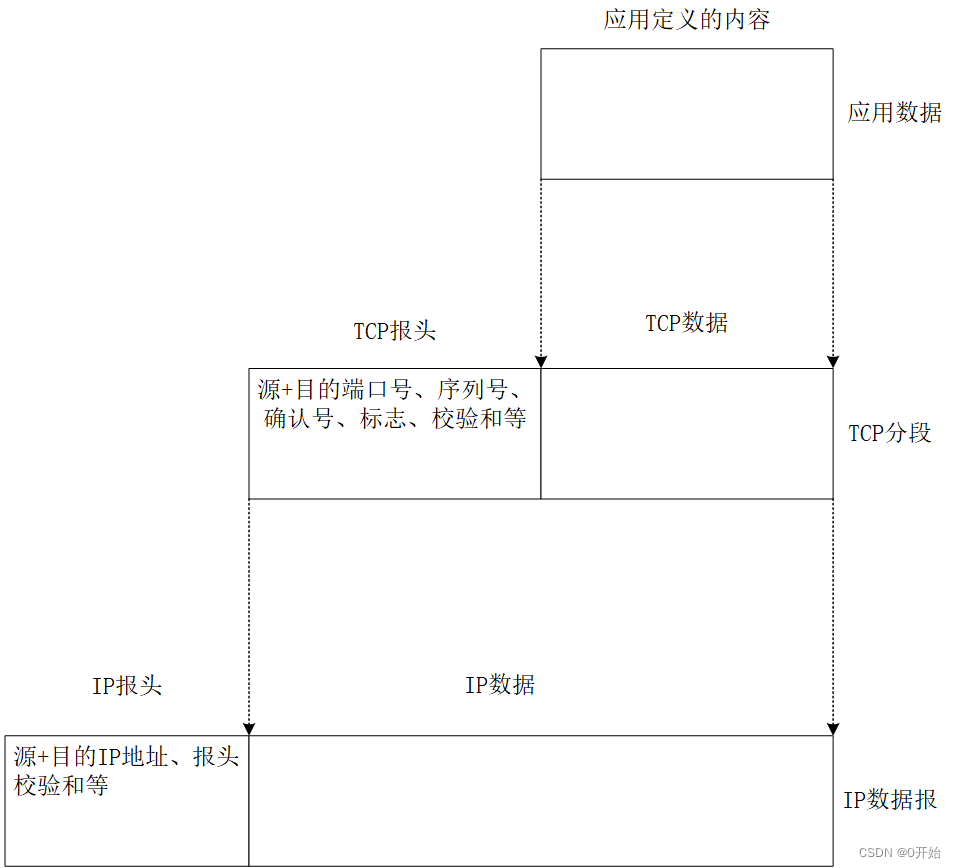 应用定义的内容
应用数据
TCP报头
TCP数据
源+目的端口号、序列号、
确认号、标志、校验和等
TCP分段
IP报头
IP数据
源+目的IP地址、报头
校验和等
IP数据报
CSDN @0开始